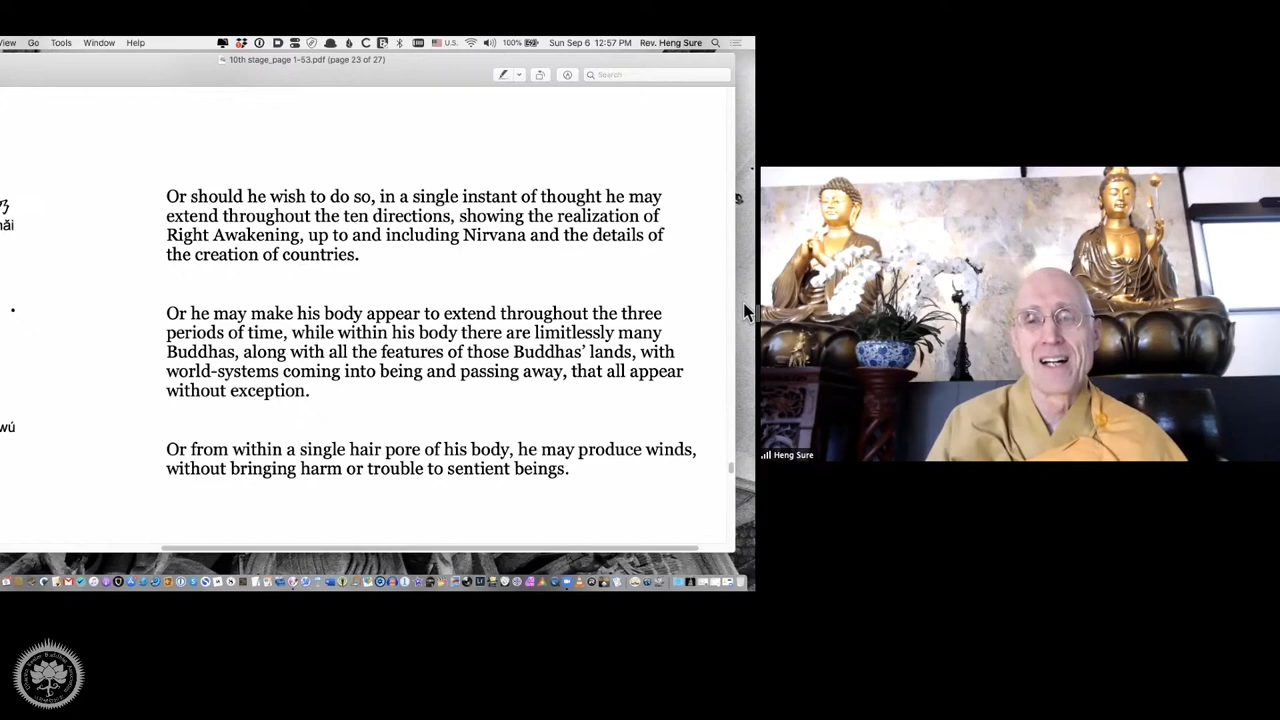 View Go Tools Window Help U.S. 100% Sun Sep 6 12:57 PM Rev. Heng Sure
10th stage_page 1-53.pdf (page 23 of 27)
Search
Or should he wish to do so, in a single instant of thought he may
extend throughout the ten directions, showing the realization of
Right Awakening, up to and including Nirvana and the details of
the creation of countries.
Or he may make his body appear to extend throughout the three
periods of time, while within his body there are limitlessly many
Buddhas, along with all the features of those Buddhas’ lands, with
world-systems coming into being and passing away, that all appear
without exception.
wú
Or from within a single hair pore of his body, he may produce winds,
without bringing harm or trouble to sentient beings.
Heng Sure